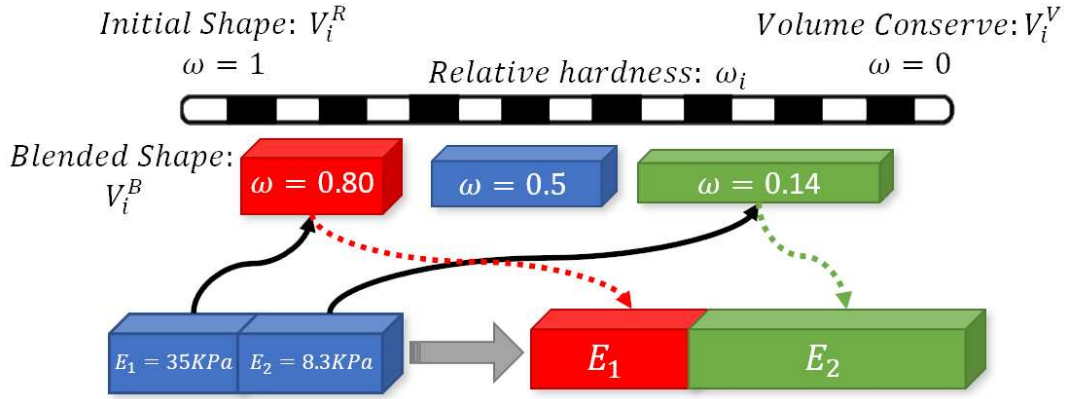 Initial Shape: V_i^R
Volume Conserve: V_i^V
ω = 1
Relative hardness: ω_i
ω = 0
Blended Shape:
V_i^B
ω = 0.80
ω = 0.5
ω = 0.14
E_1 = 35KPa
E_2 = 8.3KPa
E_1
E_2